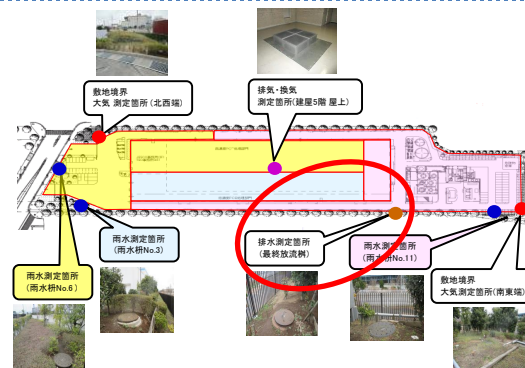 敷地境界
大気 測定箇所(北西端)
排気・換気
測定箇所(建屋5階 屋上)
雨水測定箇所
(雨水枡No.3)
排水測定箇所
(最終放流桝)
雨水測定箇所
(雨水枡No.11)
雨水測定箇所
(雨水枡No.6)
敷地境界
大気測定箇所(南東端)